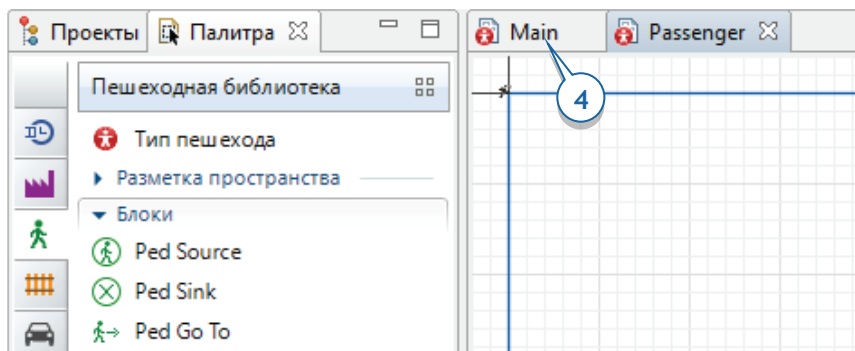 Проекты Палитра Main Passenger
4
Пешеходная библиотека
Тип пешехода
Разметка пространства
Блоки
Ped Source
Ped Sink
Ped Go To